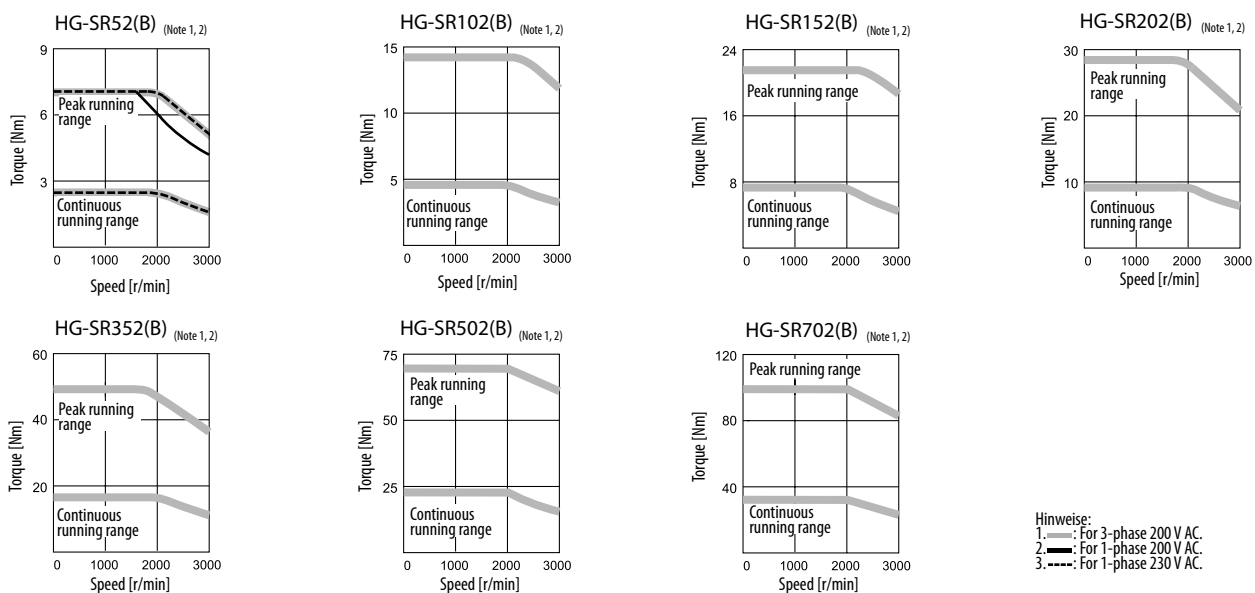 HG-SR52(B) (Note 1, 2)
9
6
3
Torque [Nm]
Peak running
range
Continuous
running range
0 1000 2000 3000
Speed [r/min]
HG-SR102(B) (Note 1, 2)
15
10
5
Torque [Nm]
Peak running
range
Continuous
running range
0 1000 2000 3000
Speed [r/min]
HG-SR152(B) (Note 1, 2)
24
16
8
Torque [Nm]
Peak running range
Continuous
running range
0 1000 2000 3000
Speed [r/min]
HG-SR202(B) (Note 1, 2)
30
20
10
Torque [Nm]
Peak running
range
Continuous
running range
0 1000 2000 3000
Speed [r/min]
HG-SR352(B) (Note 1, 2)
60
40
20
Torque [Nm]
Peak running
range
Continuous
running range
0 1000 2000 3000
Speed [r/min]
HG-SR502(B) (Note 1, 2)
75
50
25
Torque [Nm]
Peak running
range
Continuous
running range
0 1000 2000 3000
Speed [r/min]
HG-SR702(B) (Note 1, 2)
120
80
40
Torque [Nm]
Peak running range
Continuous
running range
0 1000 2000 3000
Speed [r/min]
Hinweise:
1. : For 3-phase 200 V AC.
2. : For 1-phase 200 V AC.
3. : For 1-phase 230 V AC.